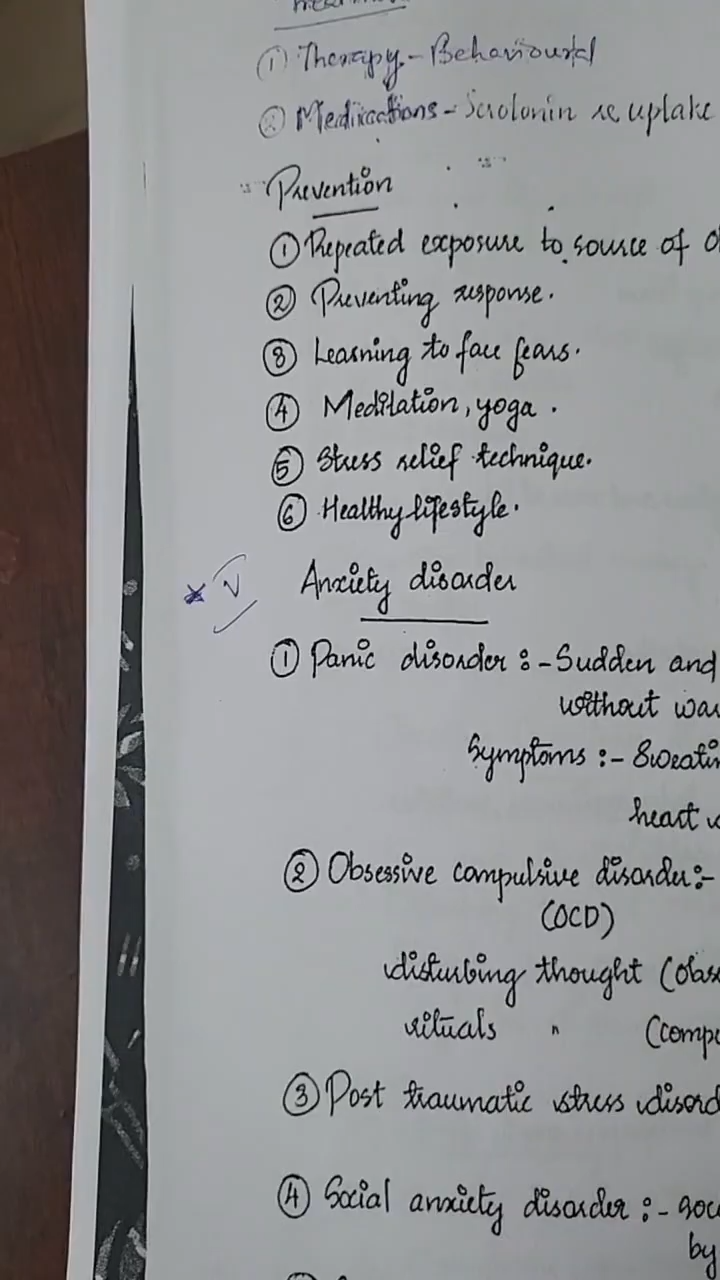 ① Therapy - Behavioural
② Medications - Serotonin re uptake
Prevention
① Repeated exposure to source of
② Preventing response.
③ Learning to face fears.
④ Meditation, yoga.
⑤ Stress relief technique.
⑥ Healthy lifestyle.
Anxiety disorder
① Panic disorder :- Sudden and
without
Symptoms :-
heart
② Obsessive compulsive disorder :-
(OCD)
disturbing thought
rituals "
③ Post traumatic stress
④ Social anxiety disorder :-
by